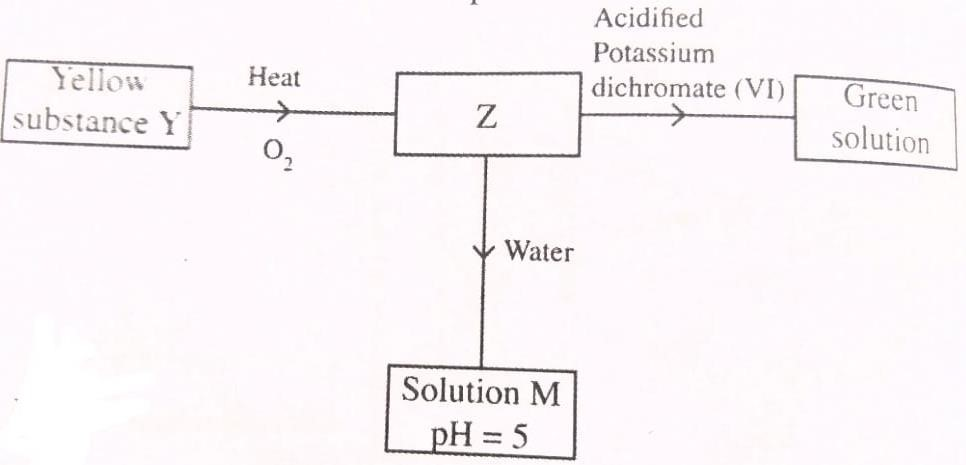 Acidified
Potassium
dichromate (VI)
Yellow
substance Y
Heat
O₂
Z
Green
solution
Water
Solution M
pH = 5